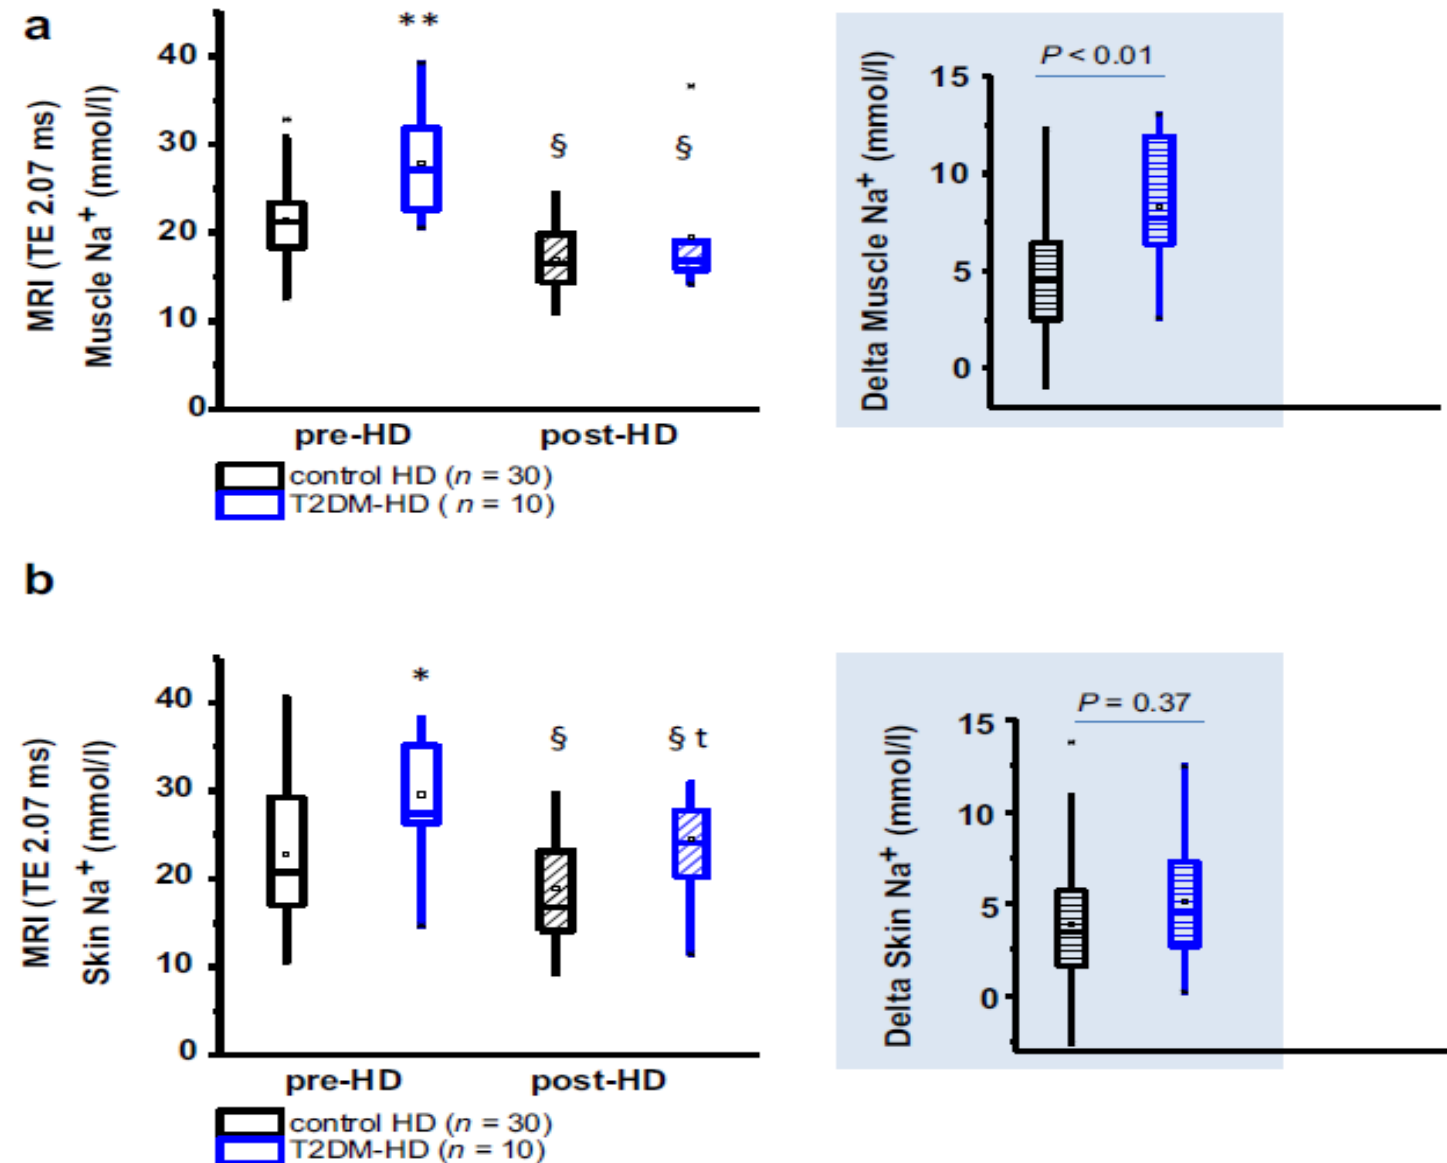 a
MRI (TE 2.07 ms)
Muscle Na⁺ (mmol/l)
40
30
20
10
0
**
§
§
pre-HD post-HD
control HD (n = 30)
T2DM-HD ( n = 10)
Delta Muscle Na⁺ (mmol/l)
P < 0.01
15
10
5
0
b
MRI (TE 2.07 ms)
Skin Na⁺ (mmol/l)
40
30
20
10
0
*
§
§ t
pre-HD post-HD
control HD (n = 30)
T2DM-HD (n = 10)
Delta Skin Na⁺ (mmol/l)
P = 0.37
15
10
5
0